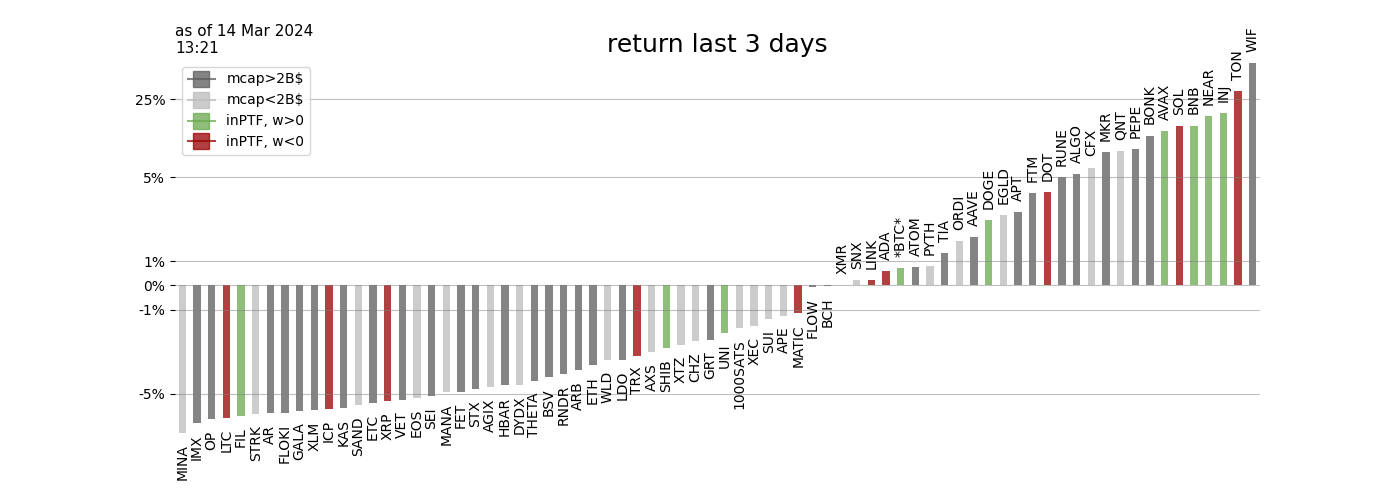 as of 14 Mar 2024
13:21
return last 3 days
mcap>2B$
mcap<2B$
inPTF, w>0
inPTF, w<0
25%
5%
1%
0%
-1%
-5%
MINA
IMX
OP
LTC
FIL
STRK
AR
FLOKI
GALA
XLM
ICP
KAS
SAND
ETC
XRP
VET
EOS
SEI
MANA
FET
STX
AGIX
HBAR
DYDX
THETA
BSV
RNDR
ARB
ETH
WLD
LDO
TRX
AXS
SHIB
XTZ
CHZ
GRT
UNI
1000SATS
XEC
SUI
APE
MATIC
FLOW
BCH
XMR
SNX
LINK
ADA
*BTC*
ATOM
PYTH
TIA
ORDI
AAVE
DOGE
EGLD
APT
FTM
DOT
RUNE
ALGO
CFX
MKR
QNT
PEPE
BONK
AVAX
SOL
BNB
NEAR
INJ
TON
WIF